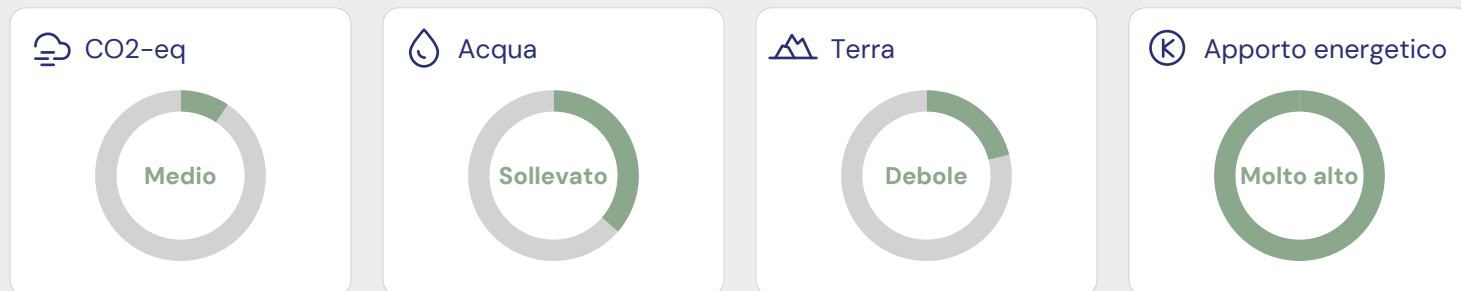 CO2-eq
Medio
Acqua
Sollevato
Terra
Debole
Apporto energetico
Molto alto